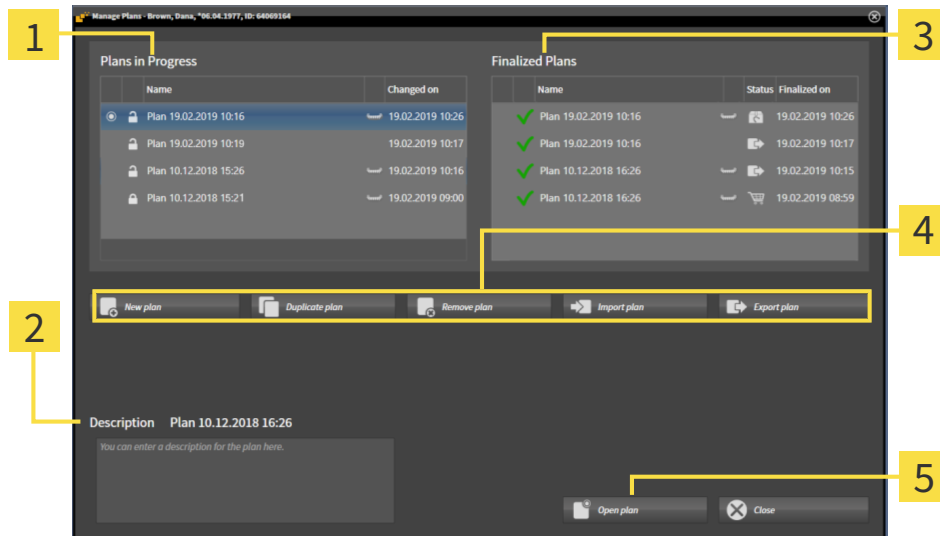 Manage Plans - Brown, Dana, *06.04.1977, ID: 64069164
1
3
Plans in Progress
Finalized Plans
Name Changed on
Name Status Finalized on
Plan 19.02.2019 10:16 19.02.2019 10:26
Plan 19.02.2019 10:16 19.02.2019 10:26
Plan 19.02.2019 10:19 19.02.2019 10:17
Plan 19.02.2019 10:16 19.02.2019 10:17
Plan 10.12.2018 15:26 19.02.2019 10:16
Plan 10.12.2018 16:26 19.02.2019 10:15
Plan 10.12.2018 15:21 19.02.2019 09:00
Plan 10.12.2018 16:26 19.02.2019 08:59
4
New plan Duplicate plan Remove plan Import plan Export plan
2
Description Plan 10.12.2018 16:26
You can enter a description for the plan here.
5
Open plan Close